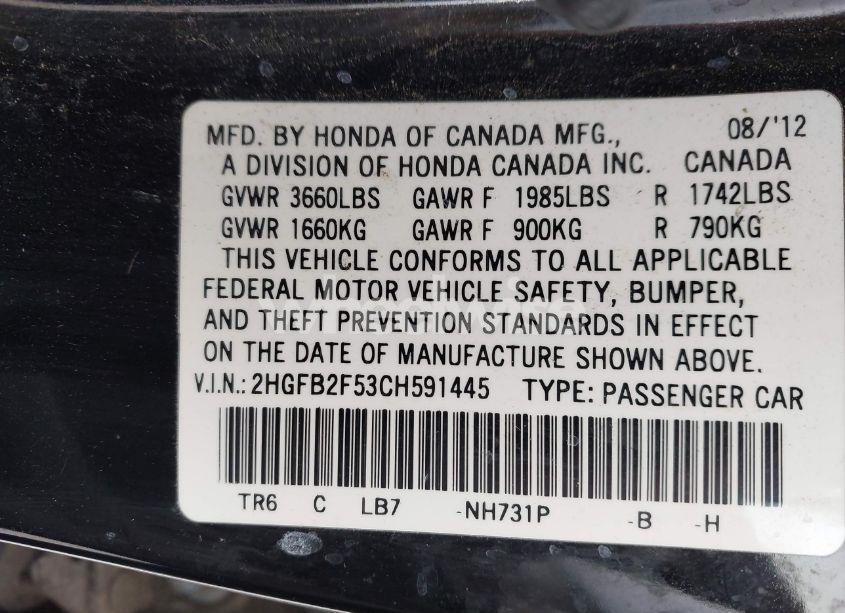 MFD. BY HONDA OF CANADA MFG., 08/'12
A DIVISION OF HONDA CANADA INC. CANADA
GVWR 3660LBS GAWR F 1985LBS R 1742LBS
GVWR 1660KG GAWR F 900KG R 790KG
THIS VEHICLE CONFORMS TO ALL APPLICABLE
FEDERAL MOTOR VEHICLE SAFETY, BUMPER,
AND THEFT PREVENTION STANDARDS IN EFFECT
ON THE DATE OF MANUFACTURE SHOWN ABOVE.
V.I.N.: 2HGFB2F53CH591445 TYPE: PASSENGER CAR
TR6 C LB7 -NH731P -B -H